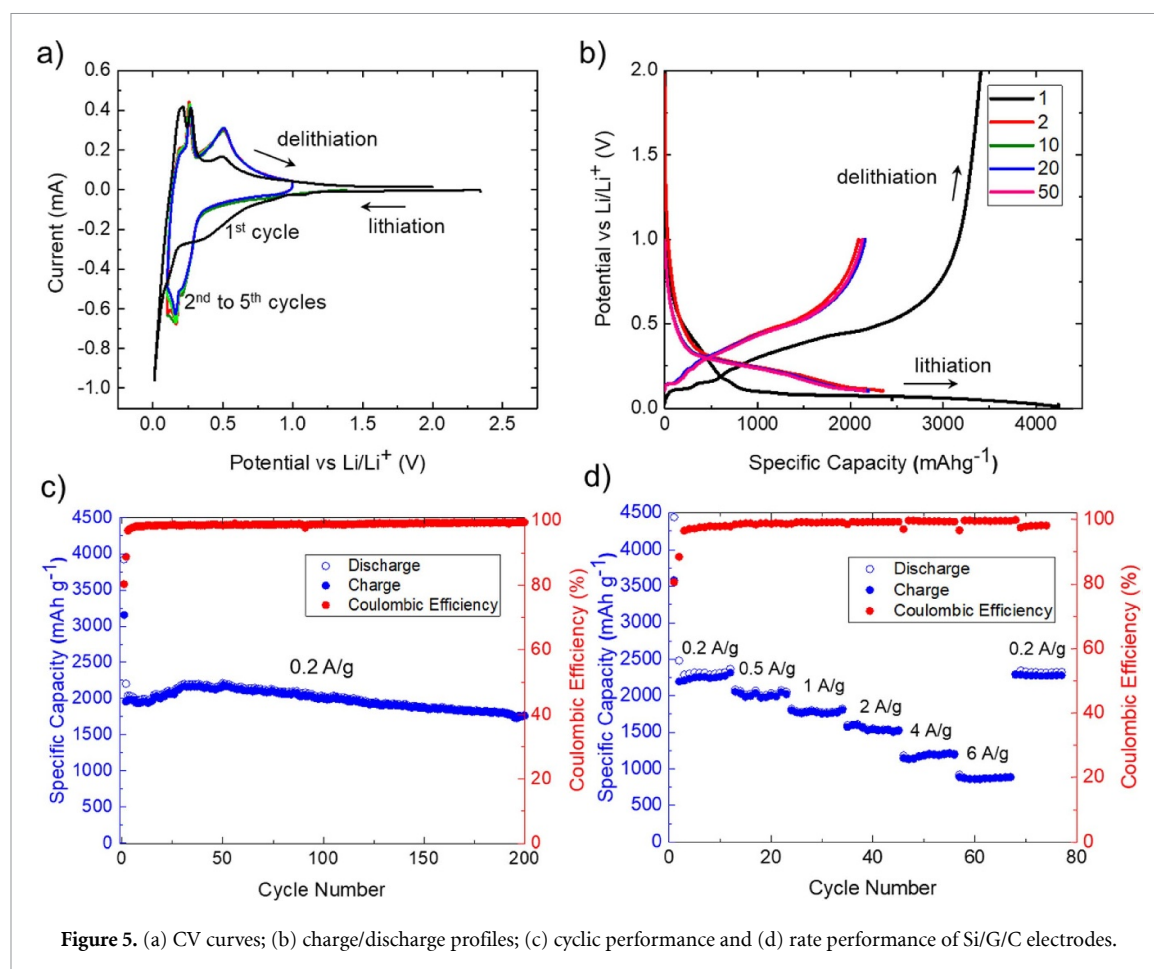 a)
0.6
0.4
0.2
0.0
-0.2
-0.4
-0.6
-0.8
-1.0
Current (mA)
delithiation
lithiation
1st cycle
2nd to 5th cycles
0.0 0.5 1.0 1.5 2.0 2.5
Potential vs Li/Li+ (V)
b)
2.0
1.5
1.0
0.5
0.0
Potential vs Li/Li+ (V)
1
2
10
20
50
delithiation
lithiation
0 1000 2000 3000 4000
Specific Capacity (mAhg-1)
c)
4500
4000
3500
3000
2500
2000
1500
1000
500
0
Specific Capacity (mAh g-1)
Discharge
Charge
Coulombic Efficiency
0.2 A/g
100
80
60
40
20
0
Coulombic Efficiency (%)
0 50 100 150 200
Cycle Number
d)
4500
4000
3500
3000
2500
2000
1500
1000
500
0
Specific Capacity (mAh g-1)
Discharge
Charge
Coulombic Efficiency
0.2 A/g
0.5 A/g
1 A/g
2 A/g
4 A/g
6 A/g
0.2 A/g
100
80
60
40
20
0
Coulombic Efficiency (%)
0 20 40 60 80
Cycle Number
Figure 5. (a) CV curves; (b) charge/discharge profiles; (c) cyclic performance and (d) rate performance of Si/G/C electrodes.